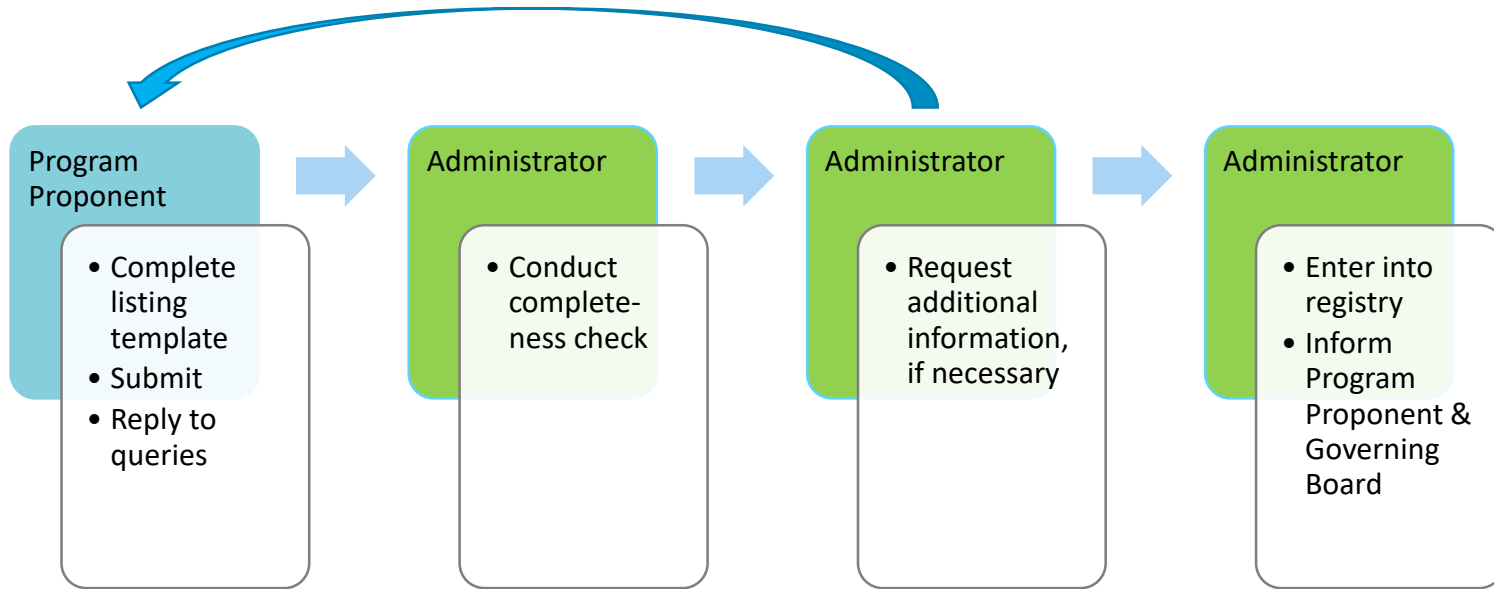 Program
Proponent
• Complete
listing
template
• Submit
• Reply to
queries
Administrator
• Conduct
complete-
ness check
Administrator
• Request
additional
information,
if necessary
Administrator
• Enter into
registry
• Inform
Program
Proponent &
Governing
Board